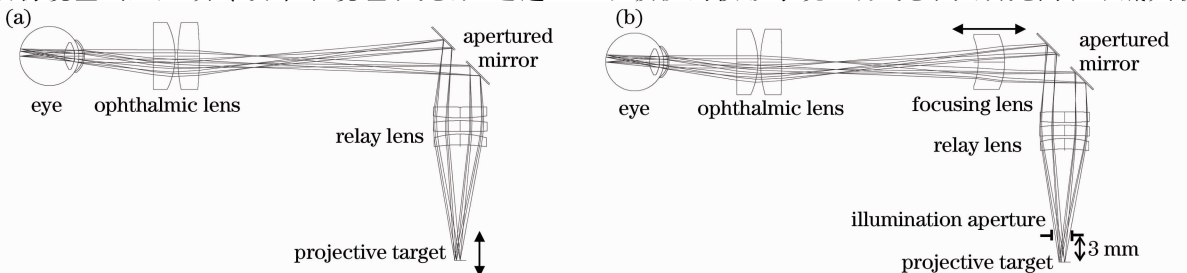 (a)
apertured
mirror
eye
ophthalmic lens
relay lens
projective target
(b)
apertured
mirror
eye
ophthalmic lens
focusing lens
relay lens
illumination aperture
3 mm
projective target